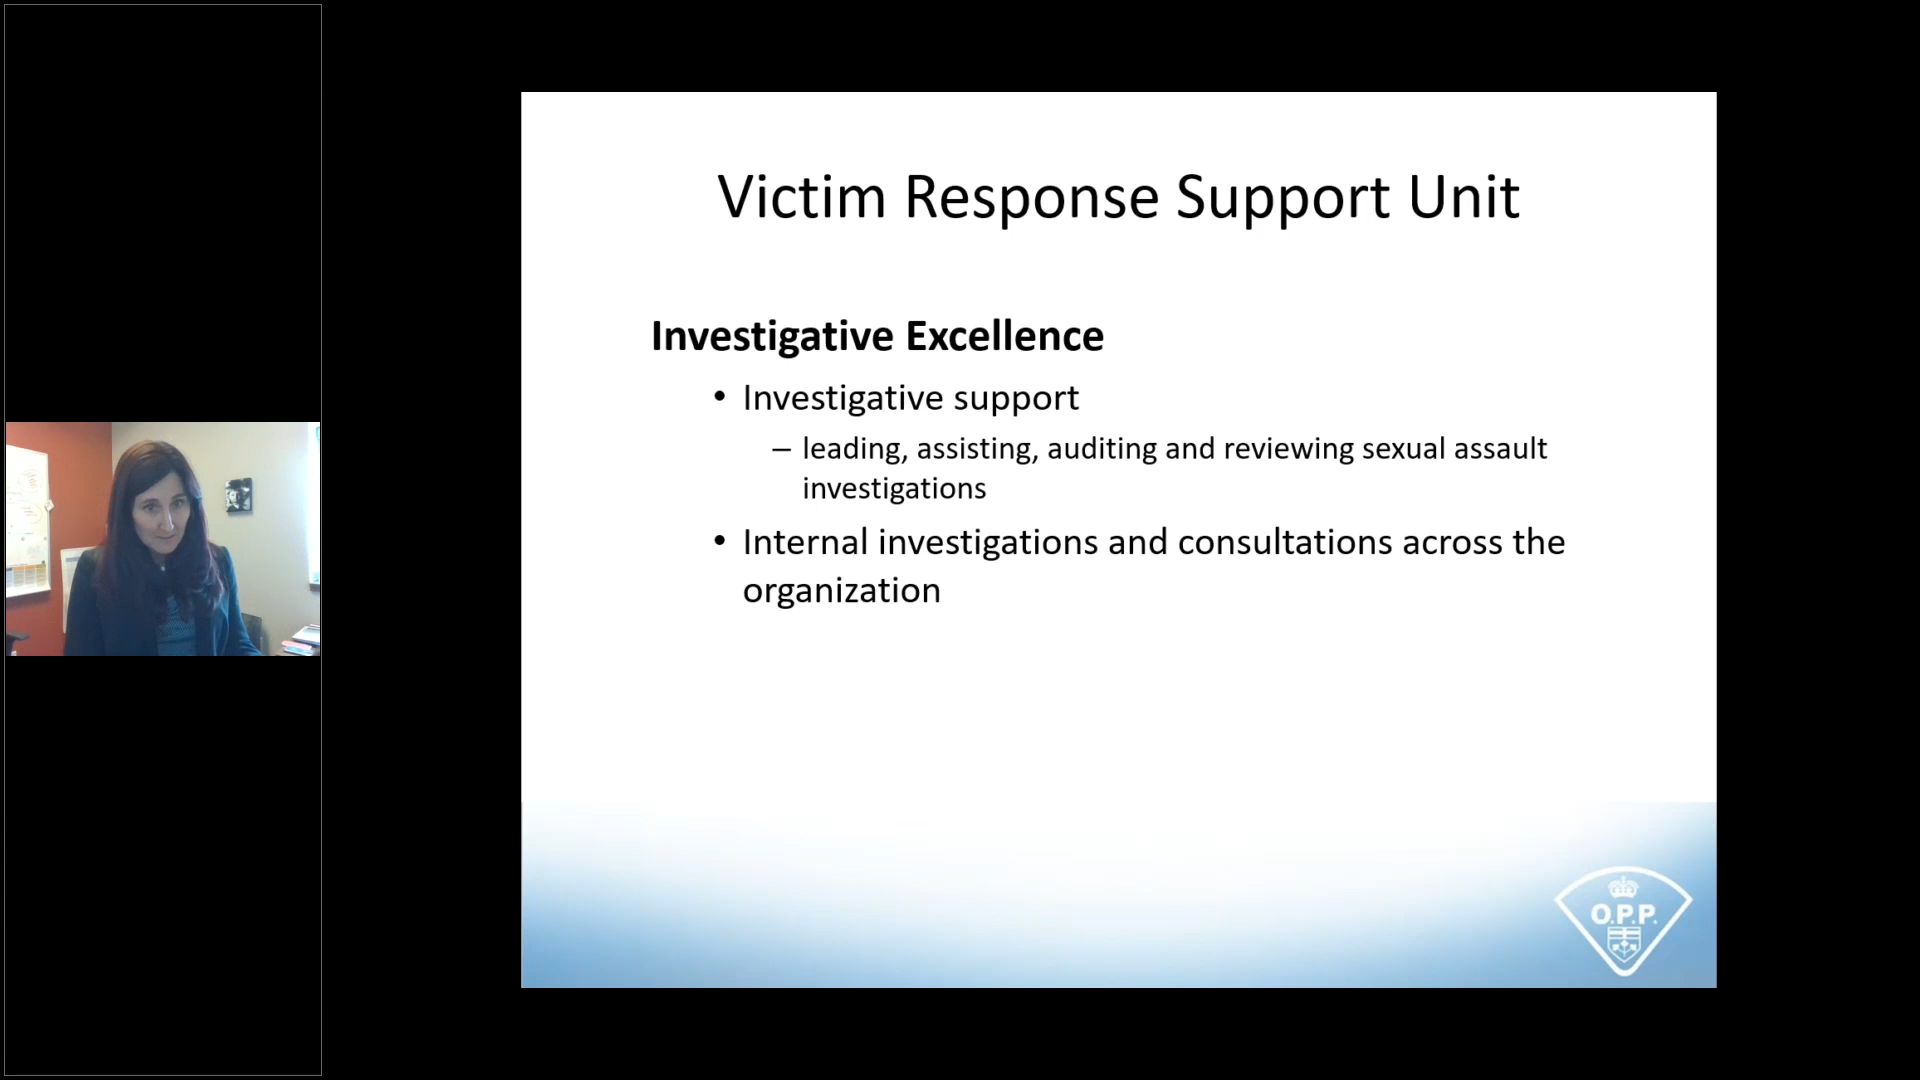 Victim Response Support Unit
Investigative Excellence
• Investigative support
– leading, assisting, auditing and reviewing sexual assault
investigations
• Internal investigations and consultations across the
organization
O.P.P.